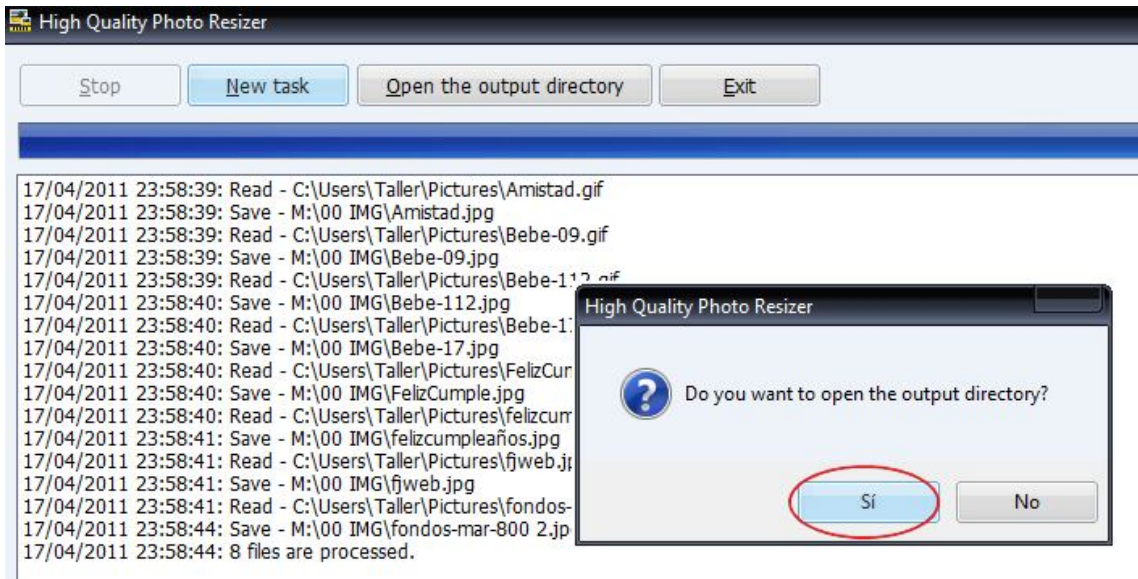 High Quality Photo Resizer
Stop New task Open the output directory Exit
17/04/2011 23:58:39: Read - C:\Users\Taller\Pictures\Amistad.gif
17/04/2011 23:58:39: Save - M:\00 IMG\Amistad.jpg
17/04/2011 23:58:39: Read - C:\Users\Taller\Pictures\Bebe-09.gif
17/04/2011 23:58:39: Save - M:\00 IMG\Bebe-09.jpg
17/04/2011 23:58:39: Read - C:\Users\Taller\Pictures\Bebe-112.gif
17/04/2011 23:58:40: Save - M:\00 IMG\Bebe-112.jpg
17/04/2011 23:58:40: Read - C:\Users\Taller\Pictures\Bebe-1
17/04/2011 23:58:40: Save - M:\00 IMG\Bebe-17.jpg
17/04/2011 23:58:40: Read - C:\Users\Taller\Pictures\FelizCu
17/04/2011 23:58:40: Save - M:\00 IMG\FelizCumple.jpg
17/04/2011 23:58:40: Read - C:\Users\Taller\Pictures\felizcum
17/04/2011 23:58:41: Save - M:\00 IMG\felizcumpleaños.jpg
17/04/2011 23:58:41: Read - C:\Users\Taller\Pictures\fjweb.j
17/04/2011 23:58:41: Save - M:\00 IMG\fjweb.jpg
17/04/2011 23:58:41: Read - C:\Users\Taller\Pictures\fondos-
17/04/2011 23:58:44: Save - M:\00 IMG\fondos-mar-800 2.jp
17/04/2011 23:58:44: 8 files are processed.
High Quality Photo Resizer
Do you want to open the output directory?
Sí No